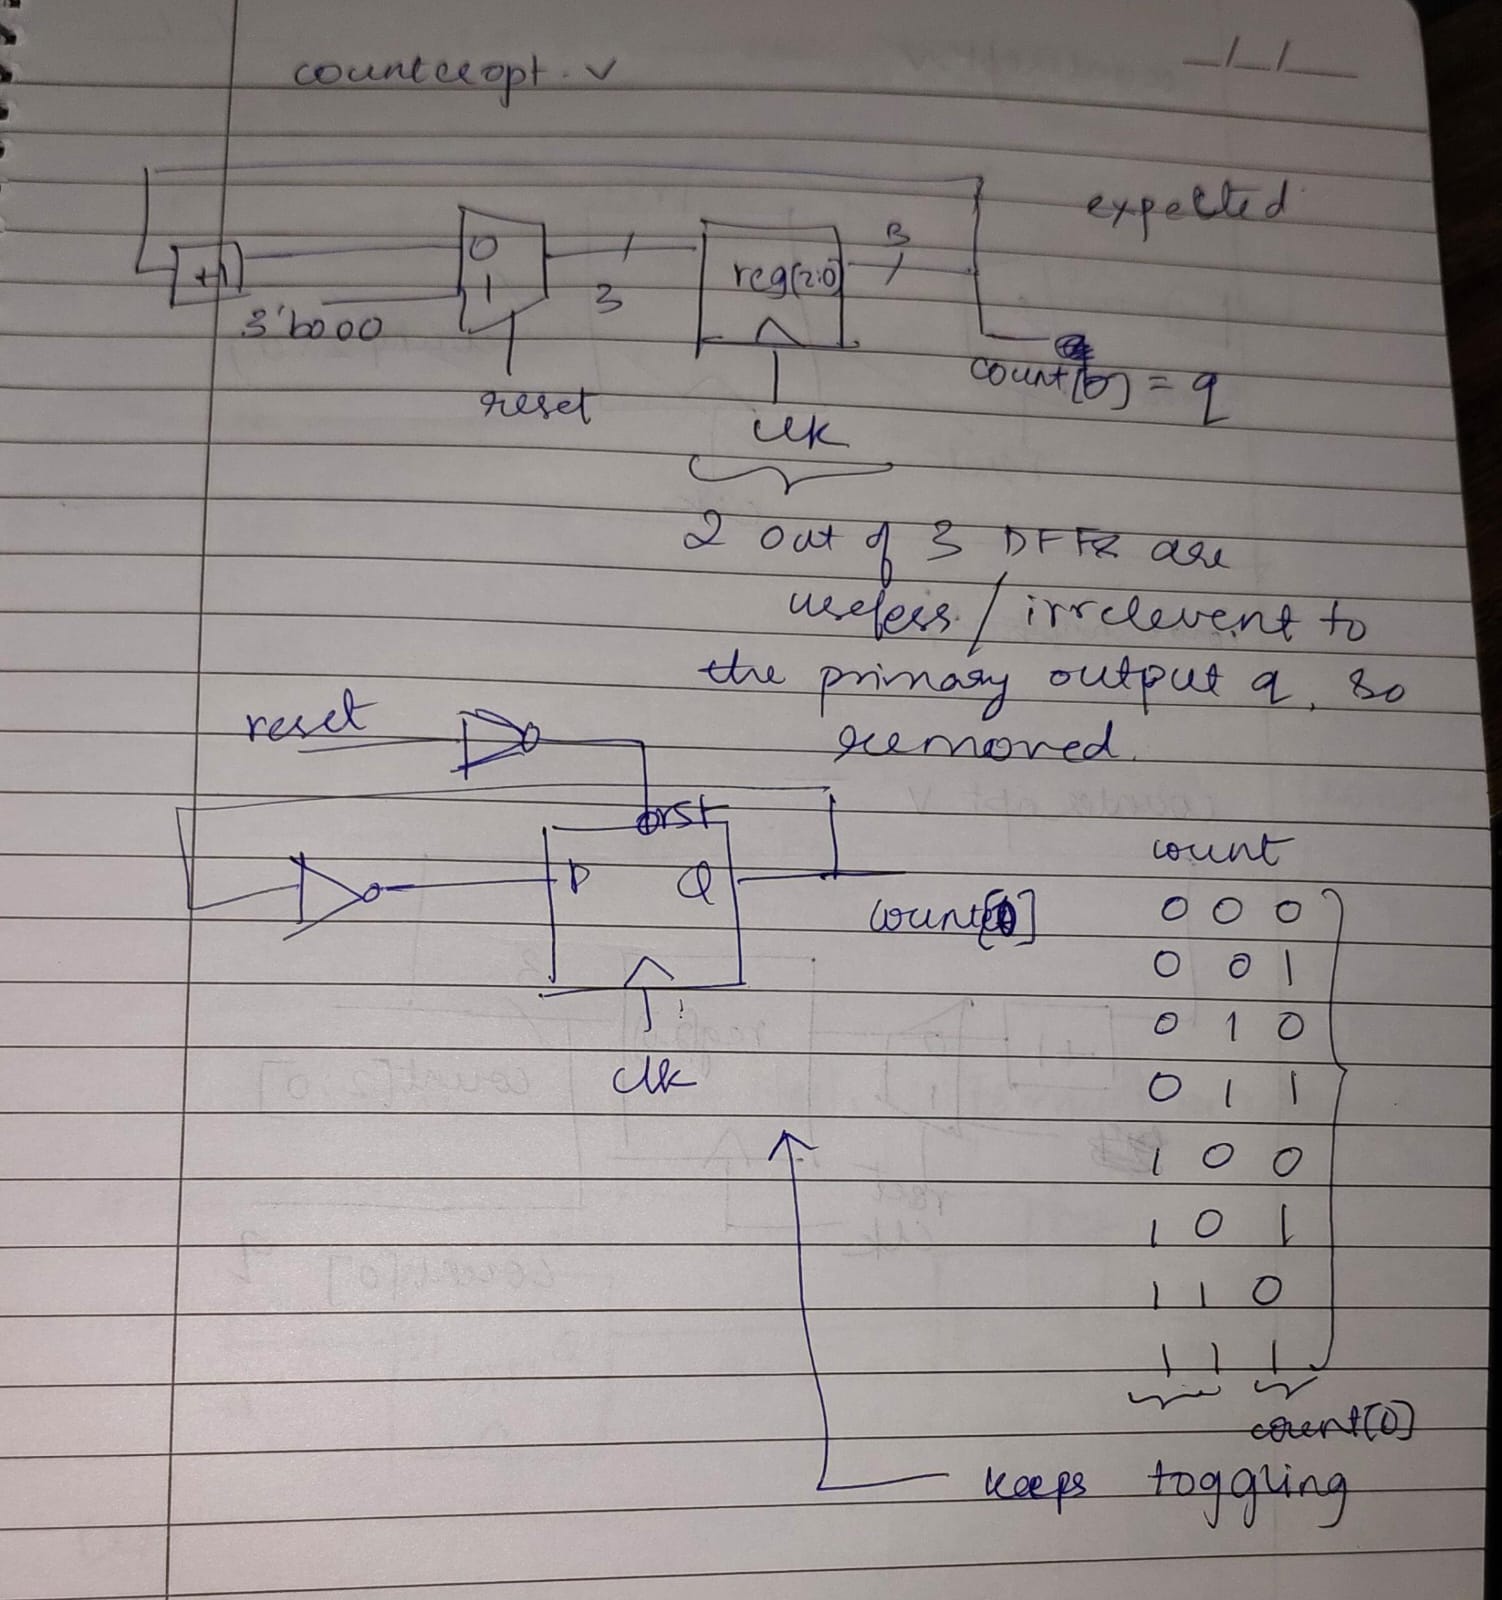 counter opt. v
_/_/_
expected
+1
0
1
3'b000
3
reg[2:0]
3
reset
clk
count[0] = q
2 out of 3 DFFs are
useless / irrelevent to
the primary output q, so
removed.
reset
rst
D Q
count[0]
clk
count
0 0 0
0 0 1
0 1 0
0 1 1
1 0 0
1 0 1
1 1 0
1 1 1
count[0]
keeps toggling